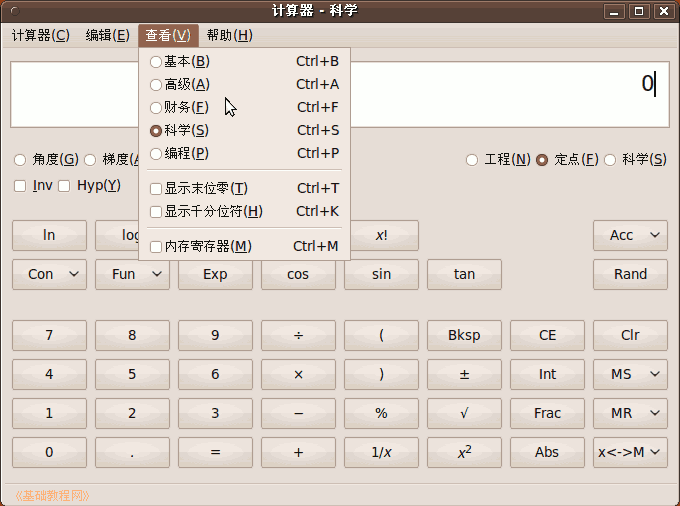 计算器 - 科学
计算器(C) 编辑(E) 查看(V) 帮助(H)
基本(B) Ctrl+B
高级(A) Ctrl+A
财务(F) Ctrl+F
科学(S) Ctrl+S
编程(P) Ctrl+P
显示末位零(T) Ctrl+T
显示千分位符(H) Ctrl+K
内存寄存器(M) Ctrl+M
0
角度(G) 梯度(A 工程(N) 定点(F) 科学(S)
Inv Hyp(Y)
ln log x! Acc
Con Fun Exp cos sin tan Rand
7 8 9 ÷ ( Bksp CE Clr
4 5 6 × ) ± Int MS
1 2 3 − % √ Frac MR
0 . = + 1/x x² Abs x<->M
《基础教程网》